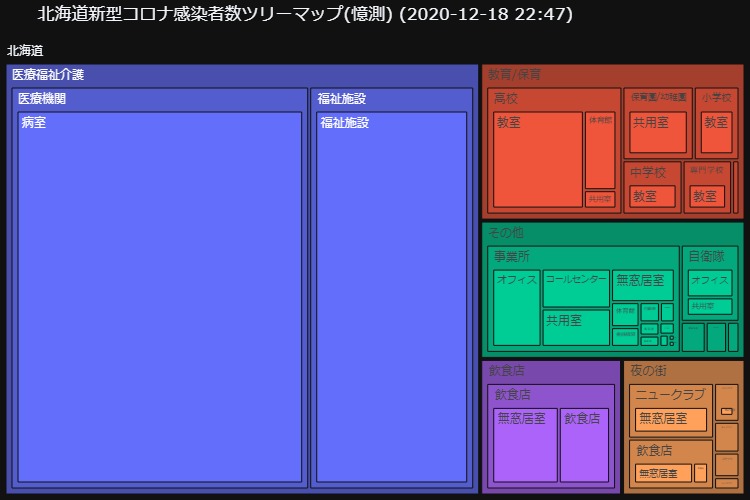 北海道新型コロナ感染者数ツリーマップ(憶測) (2020-12-18 22:47)
北海道
医療福祉介護
医療機関
病室
福祉施設
福祉施設
教育/保育
高校
教室
体育館
共用室
保育園/幼稚園
共用室
小学校
教室
中学校
教室
専門学校
教室
その他
事業所
オフィス
コールセンター
共用室
無窓居室
体育館
自衛隊
オフィス
共用室
飲食店
飲食店
無窓居室
飲食店
夜の街
ニュークラブ
無窓居室
飲食店
無窓居室